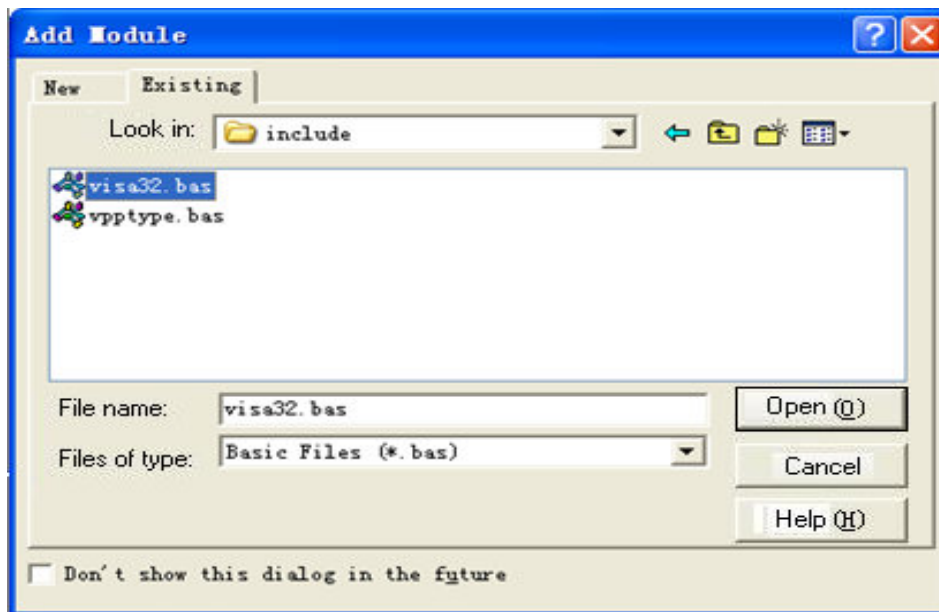 Add Module
New Existing
Look in: include
visa32.bas
vpptype.bas
File name: visa32.bas Open (O)
Files of type: Basic Files (*.bas)
Cancel
Help (H)
Don't show this dialog in the future